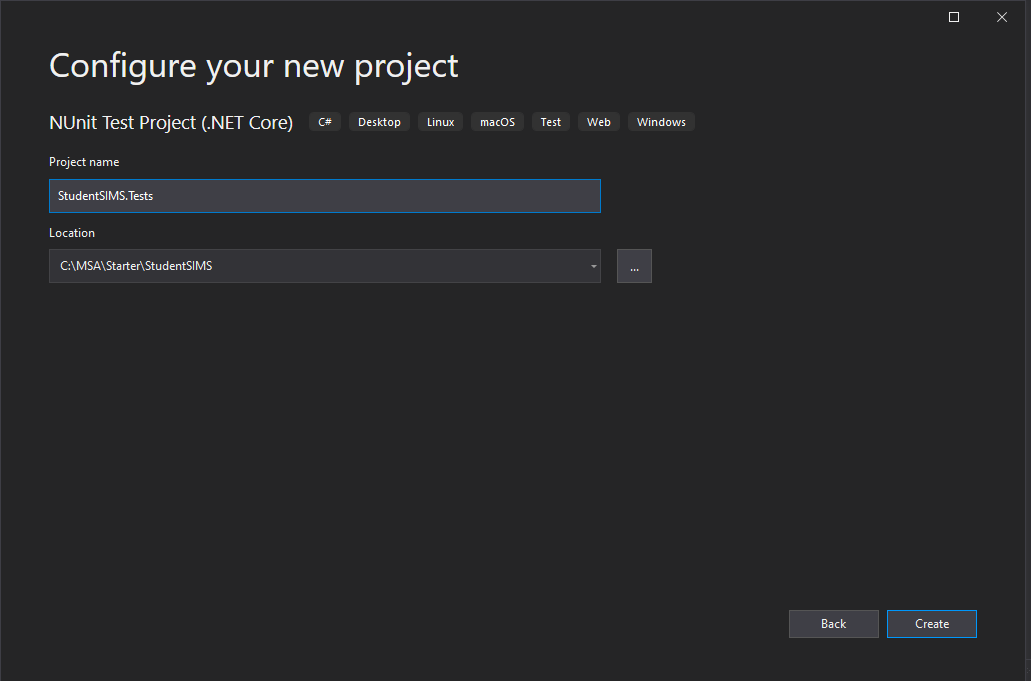 Configure your new project
NUnit Test Project (.NET Core) C# Desktop Linux macOS Test Web Windows
Project name
StudentSIMS.Tests
Location
C:\MSA\Starter\StudentSIMS
...
Back Create